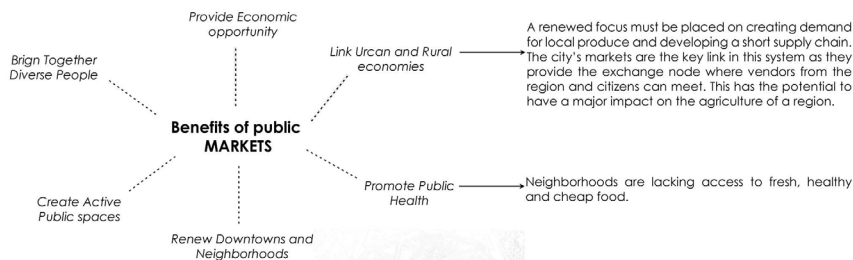 Provide Economic
opportunity
Brign Together
Diverse People
Link Urcan and Rural
economies
A renewed focus must be placed on creating demand
for local produce and developing a short supply chain.
The city's markets are the key link in this system as they
provide the exchange node where vendors from the
region and citizens can meet. This has the potential to
have a major impact on the agriculture of a region.
Benefits of public
MARKETS
Create Active
Public spaces
Promote Public
Health
Neighborhoods are lacking access to fresh, healthy
and cheap food.
Renew Downtowns and
Neighborhoods